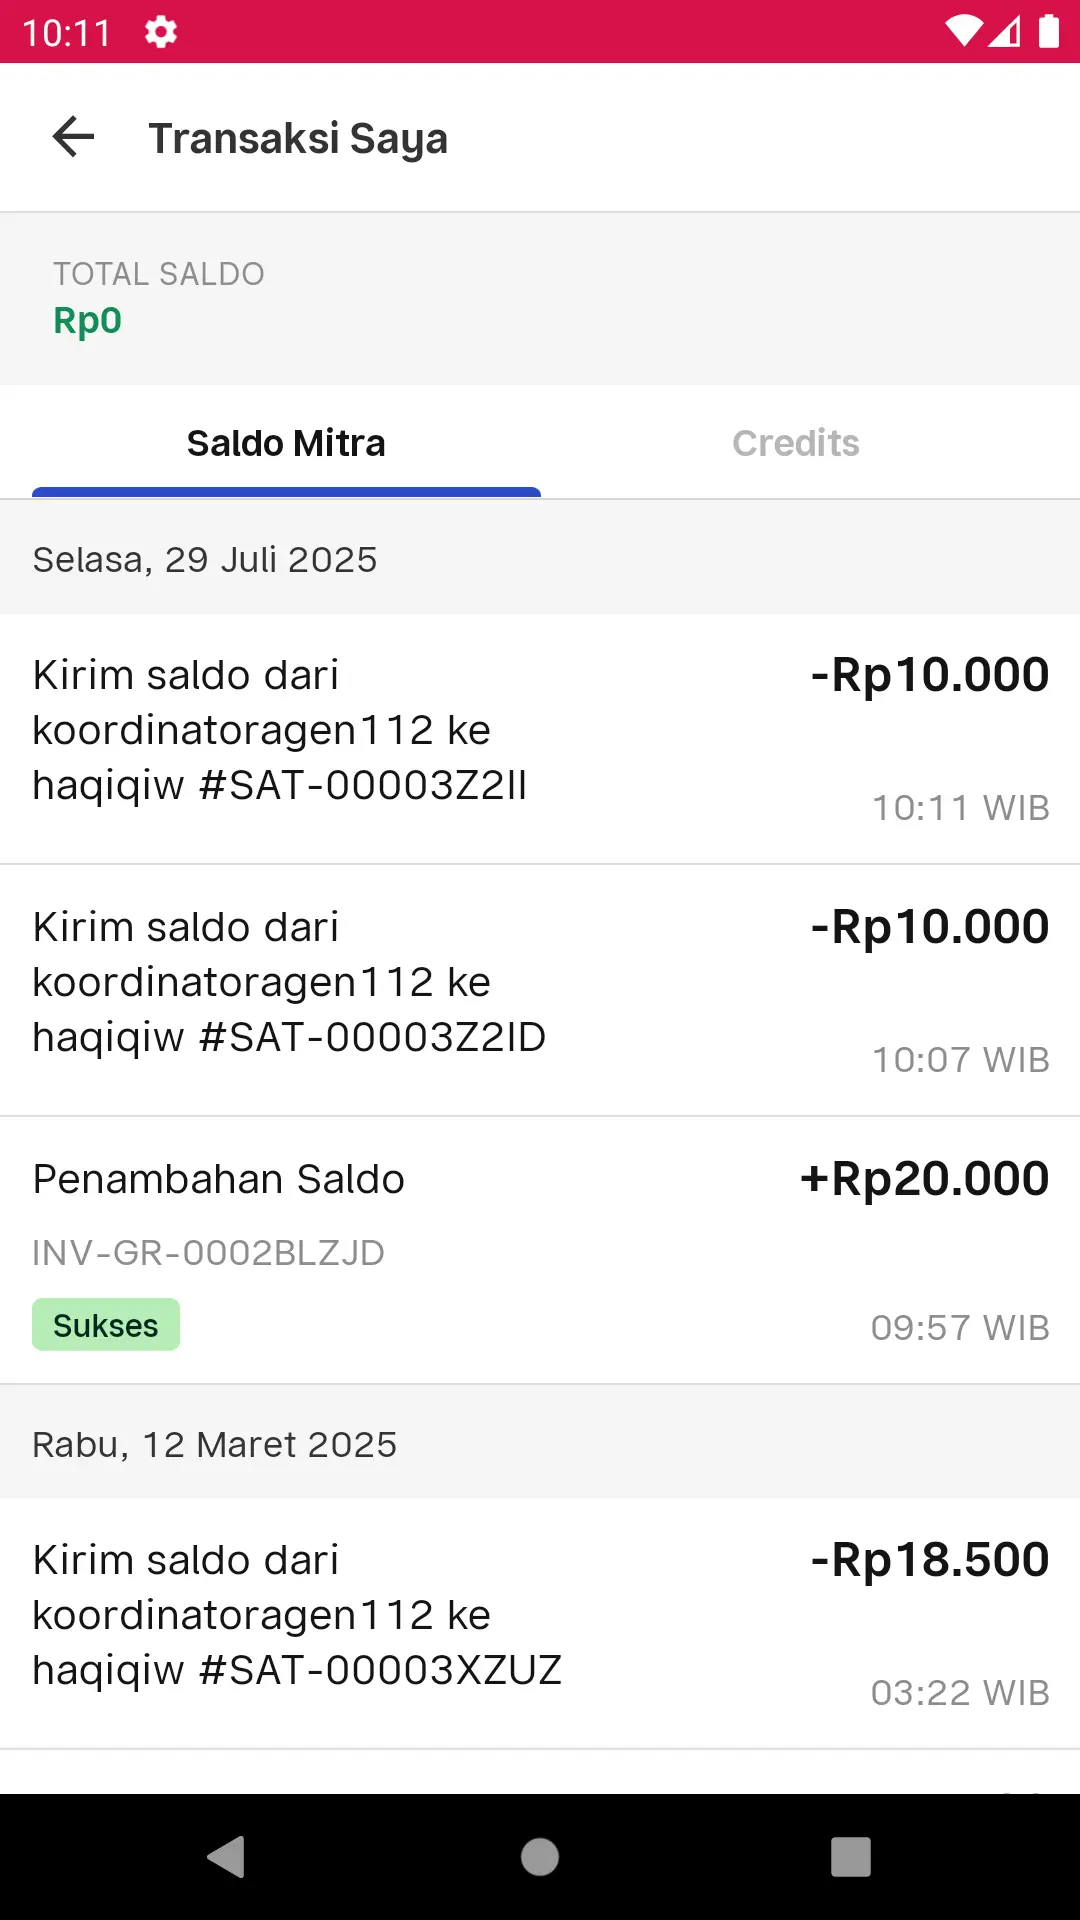 10:11
Transaksi Saya
TOTAL SALDO
Rp0
Saldo Mitra
Credits
Selasa, 29 Juli 2025
Kirim saldo dari
koordinatoragen112 ke
haqiqiw #SAT-00003Z2II
-Rp10.000
10:11 WIB
Kirim saldo dari
koordinatoragen112 ke
haqiqiw #SAT-00003Z2ID
-Rp10.000
10:07 WIB
Penambahan Saldo
+Rp20.000
INV-GR-0002BLZJD
Sukses
09:57 WIB
Rabu, 12 Maret 2025
Kirim saldo dari
koordinatoragen112 ke
haqiqiw #SAT-00003XZUZ
-Rp18.500
03:22 WIB